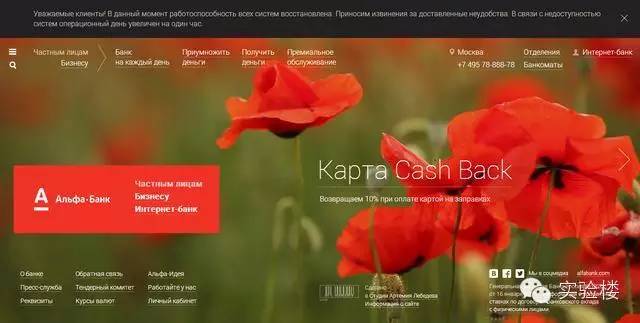 Уважаемые клиенты! В данный момент работоспособность всех систем восстановлена. Приносим извинения за доставленные неудобства. В связи с недоступностью
систем операционный день увеличен на один час.
Частным лицам
Бизнесу
Банк
на каждый день
Приумножить
деньги
Получить
деньги
Премиальное
обслуживание
Москва
+7 495 78-888-78
Отделения
Банкоматы
Интернет-банк
Карта Cash Back
Возвращаем 10% при оплате картой на заправках
А Альфа·Банк
Частным лицам
Бизнесу
Интернет-банк
О банке
Пресс-служба
Реквизиты
Обратная связь
Тендерный комитет
Курсы валют
Альфа-Идея
Работайте у нас
Личный кабинет
Сделано
в Студии Артемия Лебедева
Информация о сайте
Мы в соцмедиа
alfabank.com
Генеральная
от 16 января
ставках по договорам банковского вклада
с физическими лицами.
实验楼